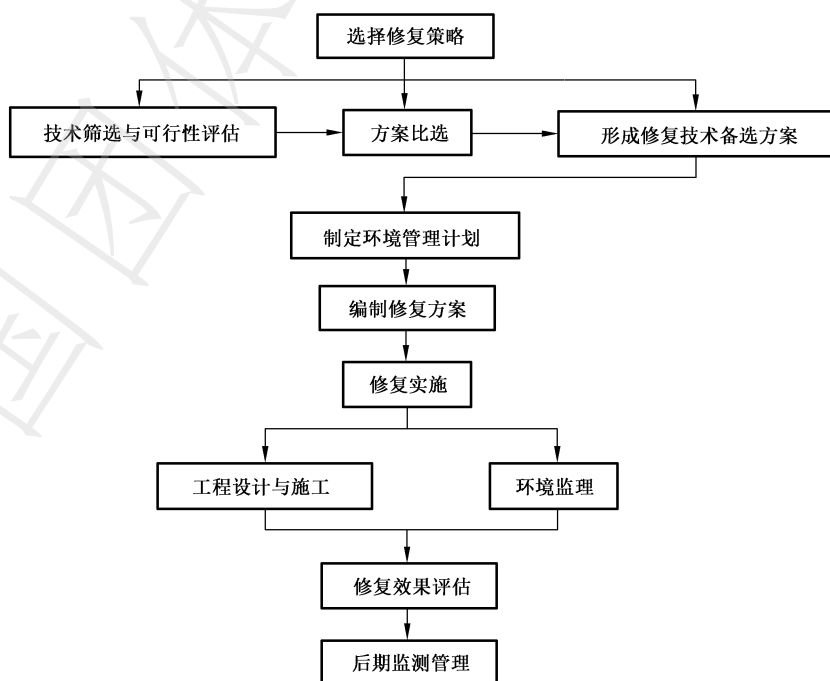 选择修复策略
技术筛选与可行性评估
方案比选
形成修复技术备选方案
制定环境管理计划
编制修复方案
修复实施
工程设计与施工
环境监理
修复效果评估
后期监测管理